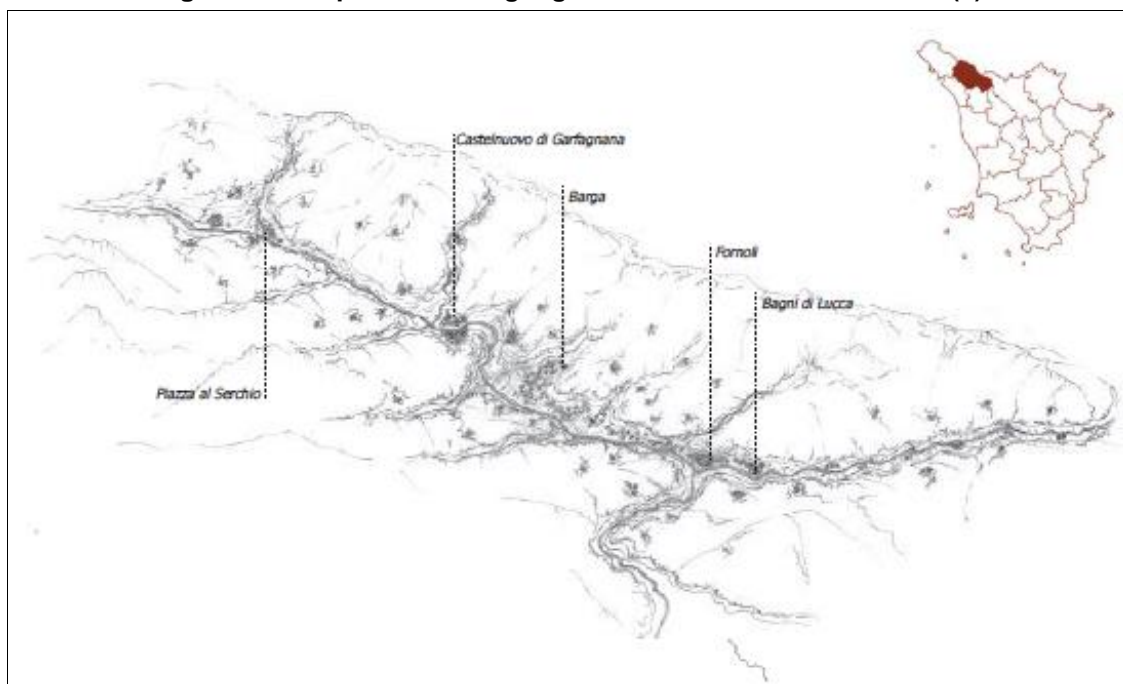 Castelnuovo di Garfagnana
Barga
Fornoli
Bagni di Lucca
Piazza al Serchio